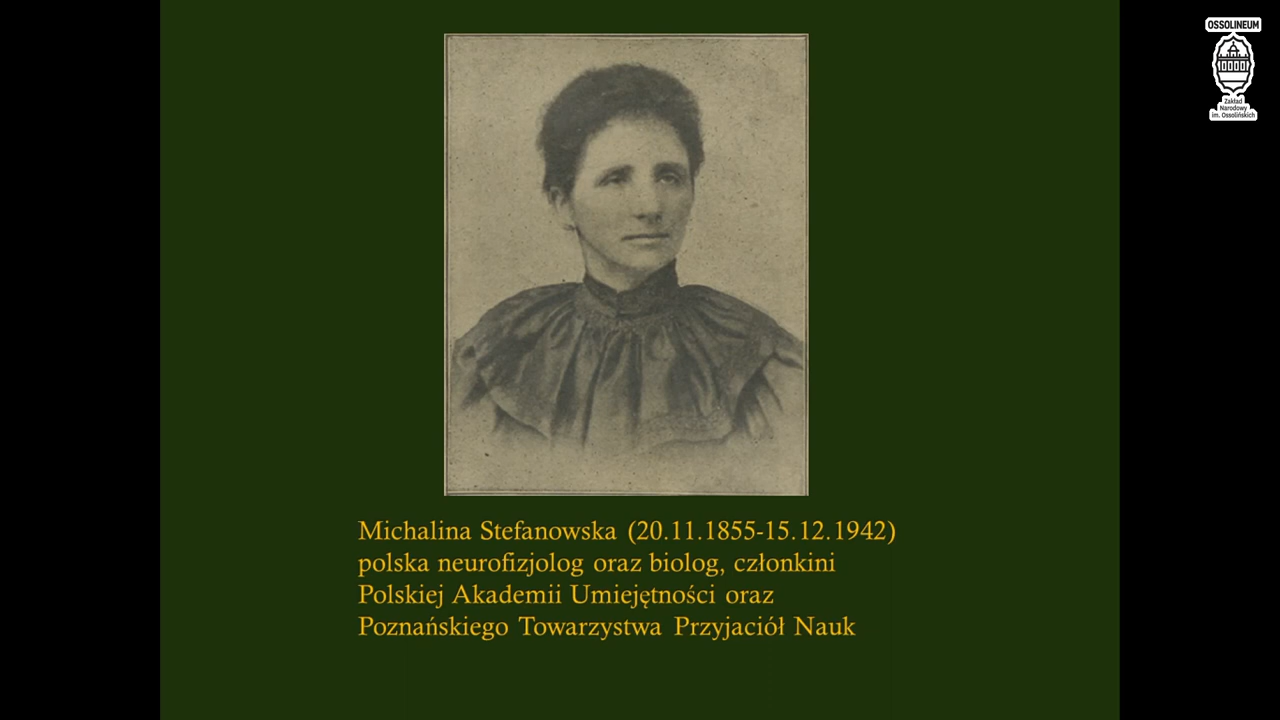 OSSOLINEUM
Zakład
Narodowy
im. Ossolińskich
Michalina Stefanowska (20.11.1855-15.12.1942)
polska neurofizjolog oraz biolog, członkini
Polskiej Akademii Umiejętności oraz
Poznańskiego Towarzystwa Przyjaciół Nauk